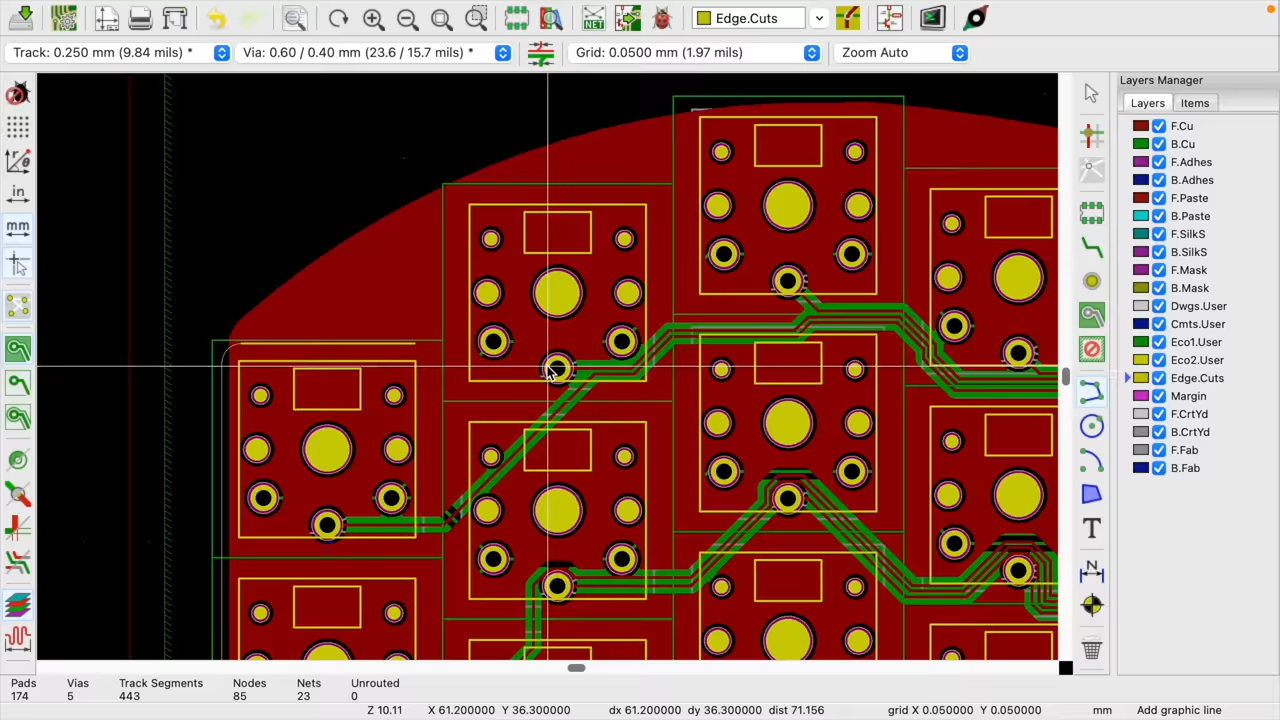 NET
Edge.Cuts
Track: 0.250 mm (9.84 mils) *
Via: 0.60 / 0.40 mm (23.6 / 15.7 mils) *
Grid: 0.0500 mm (1.97 mils)
Zoom Auto
in
mm
Layers Manager
Layers
Items
F.Cu
B.Cu
F.Adhes
B.Adhes
F.Paste
B.Paste
F.SilkS
B.SilkS
F.Mask
B.Mask
Dwgs.User
Cmts.User
Eco1.User
Eco2.User
Edge.Cuts
Margin
F.CrtYd
B.CrtYd
F.Fab
B.Fab
T
N
Pads Vias Track Segments Nodes Nets Unrouted
174 5 443 85 23 0
Z 10.11 X 61.200000 Y 36.300000 dx 61.200000 dy 36.300000 dist 71.156 grid X 0.050000 Y 0.050000 mm Add graphic line